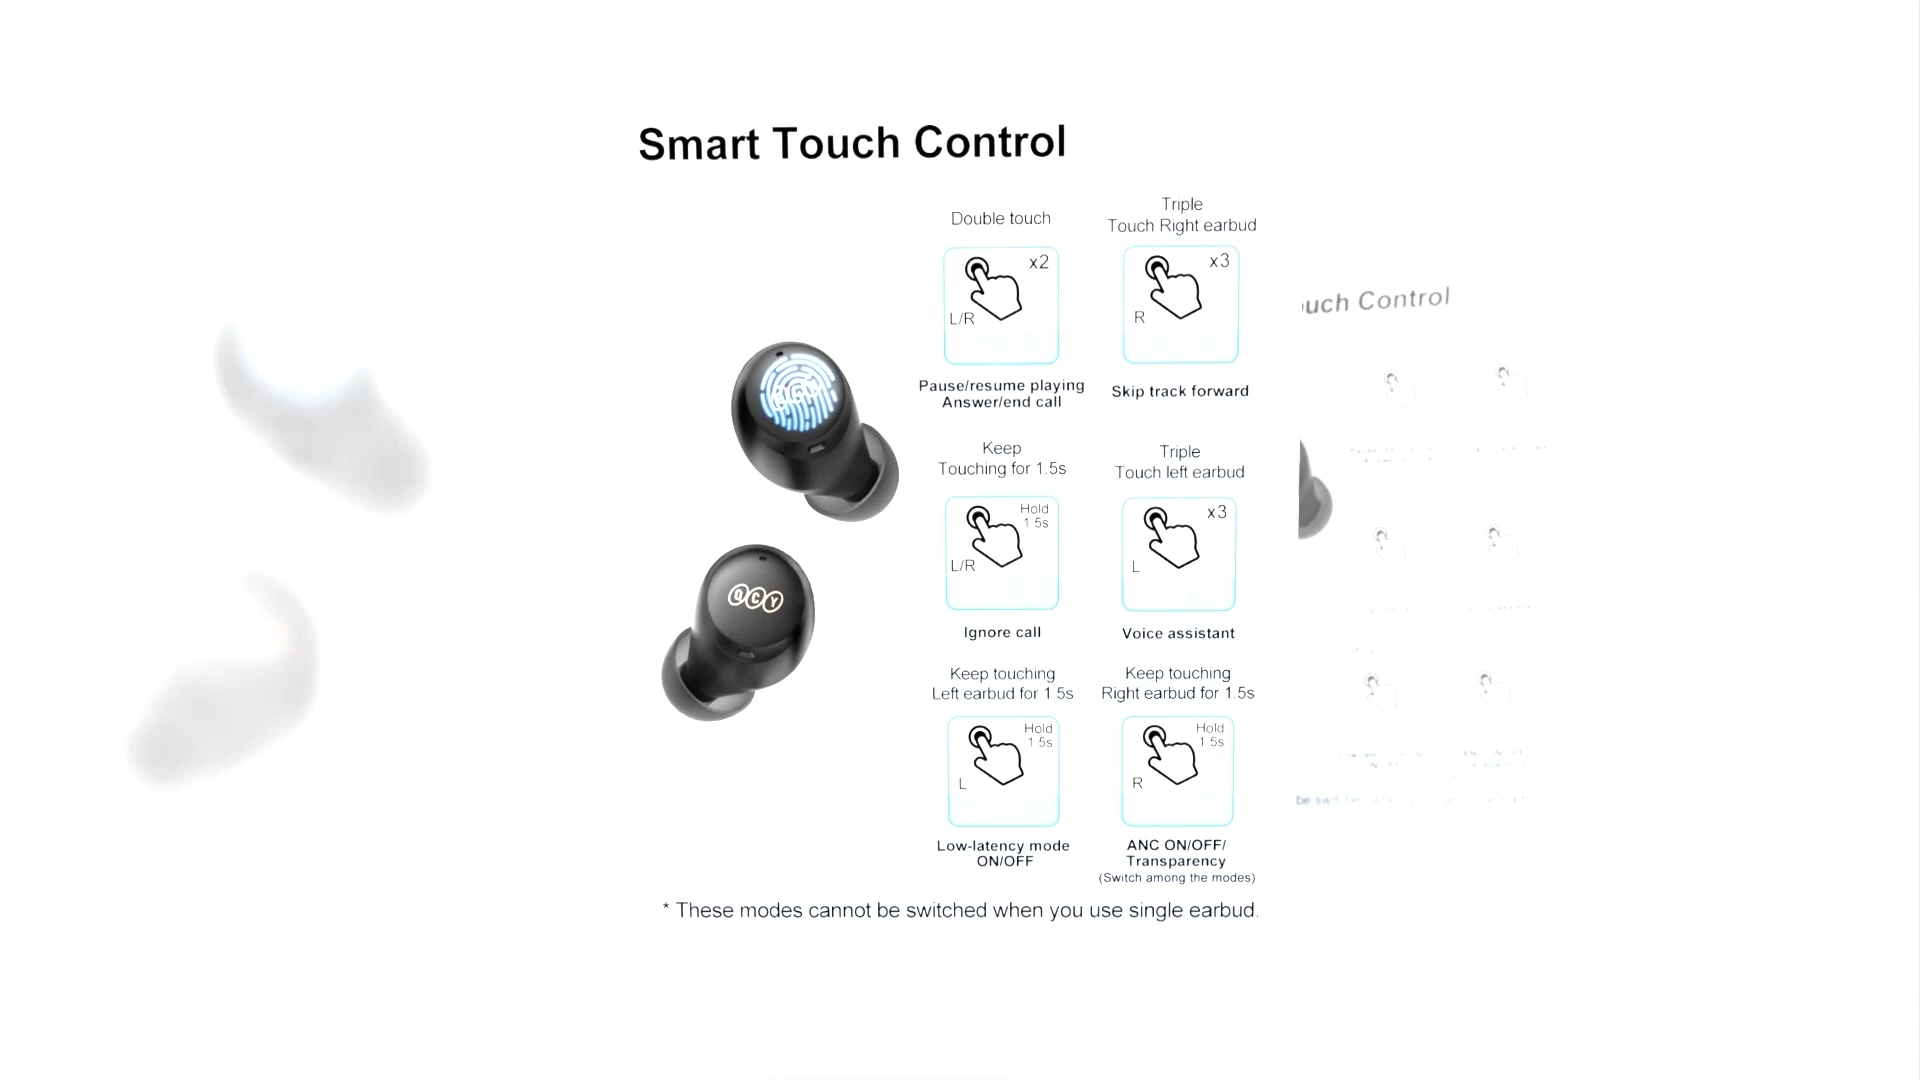 Smart Touch Control
Double touch
x2
L/R
Pause/resume playing
Answer/end call
Triple
Touch Right earbud
x3
R
Skip track forward
Keep
Touching for 1.5s
Hold
1 5s
L/R
Ignore call
Triple
Touch left earbud
x3
L
Voice assistant
Keep touching
Left earbud for 1 5s
Hold
1 5s
L
Low-latency mode
ON/OFF
Keep touching
Right earbud for 1.5s
Hold
1 5s
R
ANC ON/OFF/
Transparency
(Switch among the modes)
QCY
* These modes cannot be switched when you use single earbud.
uch Control